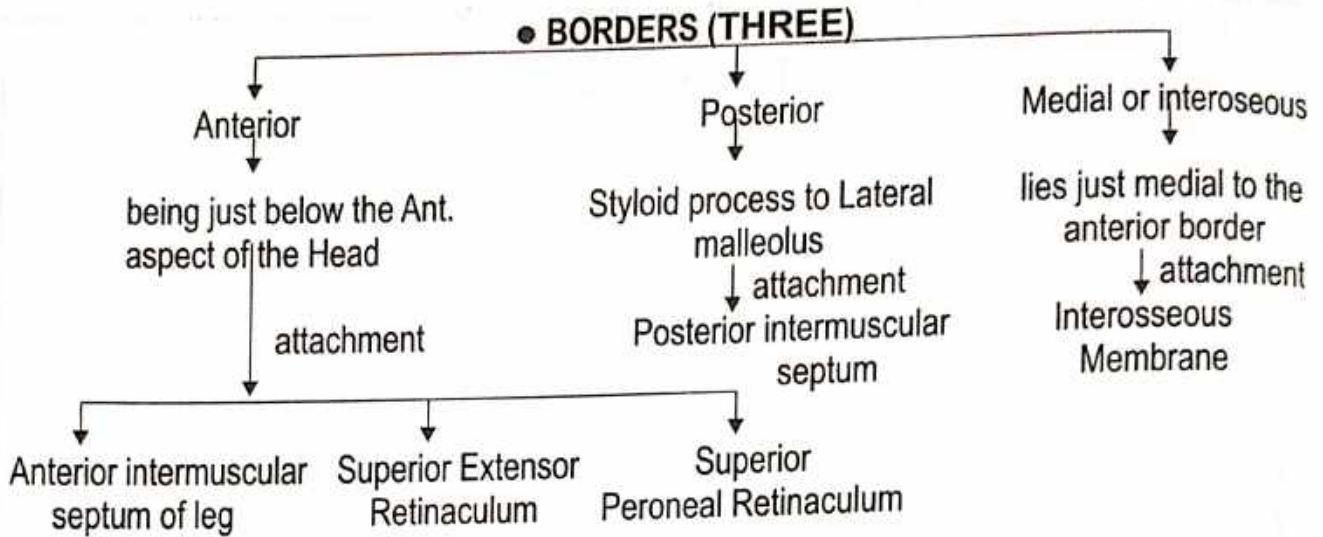 ● BORDERS (THREE)
Anterior
being just below the Ant.
aspect of the Head
attachment
Anterior intermuscular
septum of leg
Superior Extensor
Retinaculum
Superior
Peroneal Retinaculum
Posterior
Styloid process to Lateral
malleolus
attachment
Posterior intermuscular
septum
Medial or interoseous
lies just medial to the
anterior border
attachment
Interosseous
Membrane